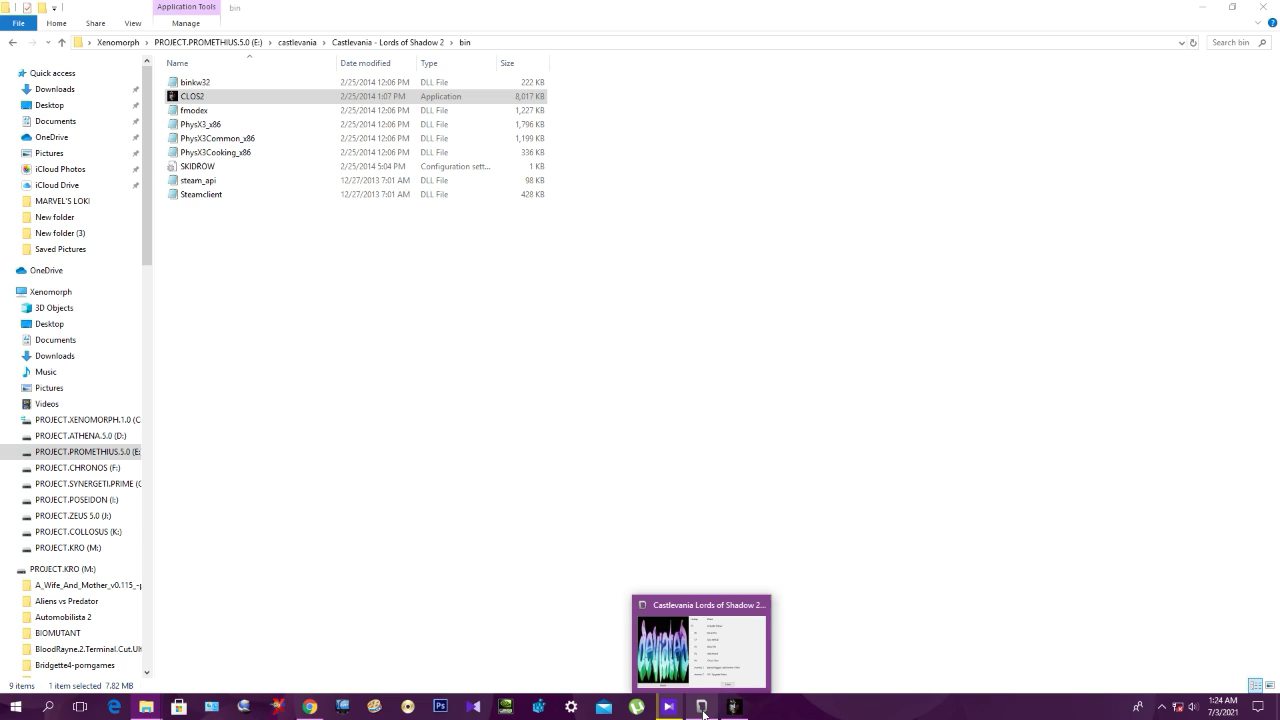 Application Tools
bin
File
Home
Share
View
Manage
Xenomorph
PROJECT.PROMETHIUS.5.0 (E:)
castlevania
Castlevania - Lords of Shadow 2
bin
Search bin
Name
Date modified
Type
Size
binkw32 2/25/2014 12:06 PM DLL File 222 KB
CLOS2 2/25/2014 1:07 PM Application 8,017 KB
fmodex 2/25/2014 12:06 PM DLL File 1,227 KB
PhysX3_x86 2/25/2014 12:06 PM DLL File 1,796 KB
PhysX3Common_x86 2/25/2014 12:06 PM DLL File 1,199 KB
PhysX3Cooking_x86 2/25/2014 12:06 PM DLL File 336 KB
SKIDROW 2/25/2014 5:04 PM Configuration sett... 1 KB
steam_api 12/27/2013 7:01 AM DLL File 98 KB
Steamclient 12/27/2013 7:01 AM DLL File 428 KB
Quick access
Downloads
Desktop
Documents
OneDrive
Pictures
iCloud Photos
iCloud Drive
MARVEL'S LOKI
New folder
New folder (3)
Saved Pictures
OneDrive
Xenomorph
3D Objects
Desktop
Documents
Downloads
Music
Pictures
Videos
PROJECT.XENOMORPH.1.0 (C
PROJECT.ATHENA.5.0 (D:)
PROJECT.PROMETHIUS.5.0 (E:
PROJECT.CHRONOS (F:)
PROJECT.SYNERGETI.PRIME (G
PROJECT.POSEIDON (I:)
PROJECT.ZEUS 5.0 (J:)
PROJECT.COLLOSUS (K:)
PROJECT.KRO (M:)
PROJECT.KRO (M:)
A_Wife_And_Mother_v0.115_-p
Aliens vs Predator
Automobilista 2
BIOMUTANT
BloodRayne.2.Terminal.Cut.UI
Bridgette4-porngames
9 items
1 item selected 7.82 MB
Castlevania Lords of Shadow 2...
1:24 AM
7/3/2021